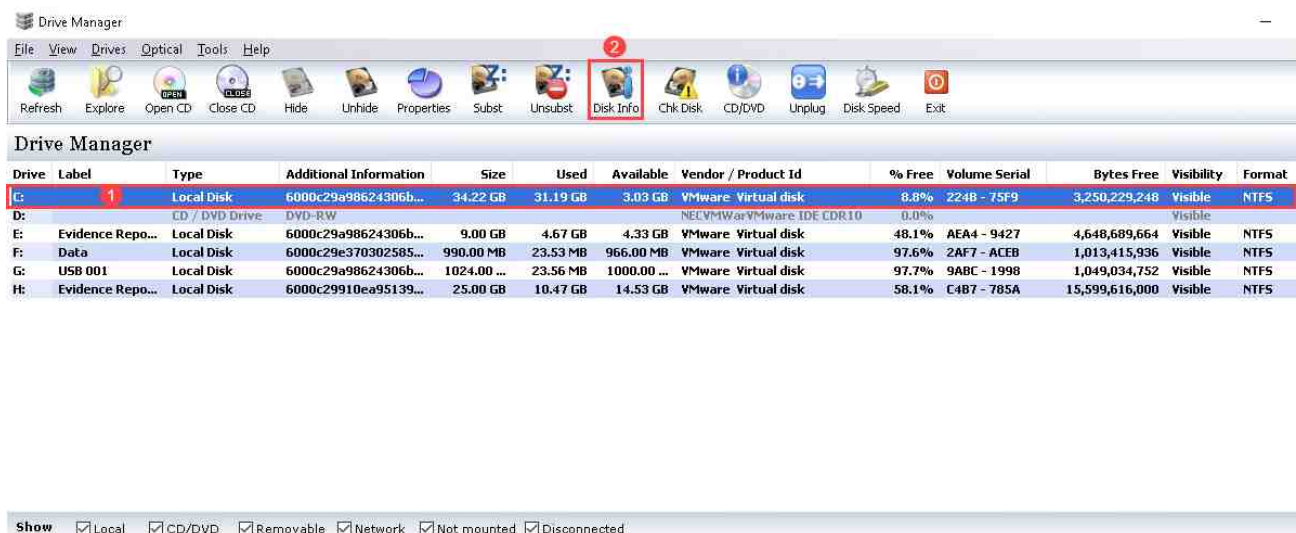 Drive Manager
File View Drives Optical Tools Help
2
Refresh Explore Open CD Close CD Hide Unhide Properties Subst Unsubst Disk Info Chk Disk CD/DVD Unplug Disk Speed Exit
Drive Manager
Drive Label Type Additional Information Size Used Available Vendor / Product Id % Free Volume Serial Bytes Free Visibility Format
C: 1 Local Disk 6000c29a98624306b... 34.22 GB 31.19 GB 3.03 GB VMware Virtual disk 8.8% 224B - 75F9 3,250,229,248 Visible NTFS
D: CD / DVD Drive DVD-RW NECVMWarVMware IDE CDR10 0.0% Visible
E: Evidence Repo... Local Disk 6000c29a98624306b... 9.00 GB 4.67 GB 4.33 GB VMware Virtual disk 48.1% AEA4 - 9427 4,648,689,664 Visible NTFS
F: Data Local Disk 6000c29e370302585... 990.00 MB 23.53 MB 966.00 MB VMware Virtual disk 97.6% 2AF7 - ACEB 1,013,415,936 Visible NTFS
G: USB 001 Local Disk 6000c29a98624306b... 1024.00 ... 23.56 MB 1000.00 ... VMware Virtual disk 97.7% 9ABC - 1998 1,049,034,752 Visible NTFS
H: Evidence Repo... Local Disk 6000c29910ea95139... 25.00 GB 10.47 GB 14.53 GB VMware Virtual disk 58.1% C4B7 - 785A 15,599,616,000 Visible NTFS
Show Local CD/DVD Removable Network Not mounted Disconnected